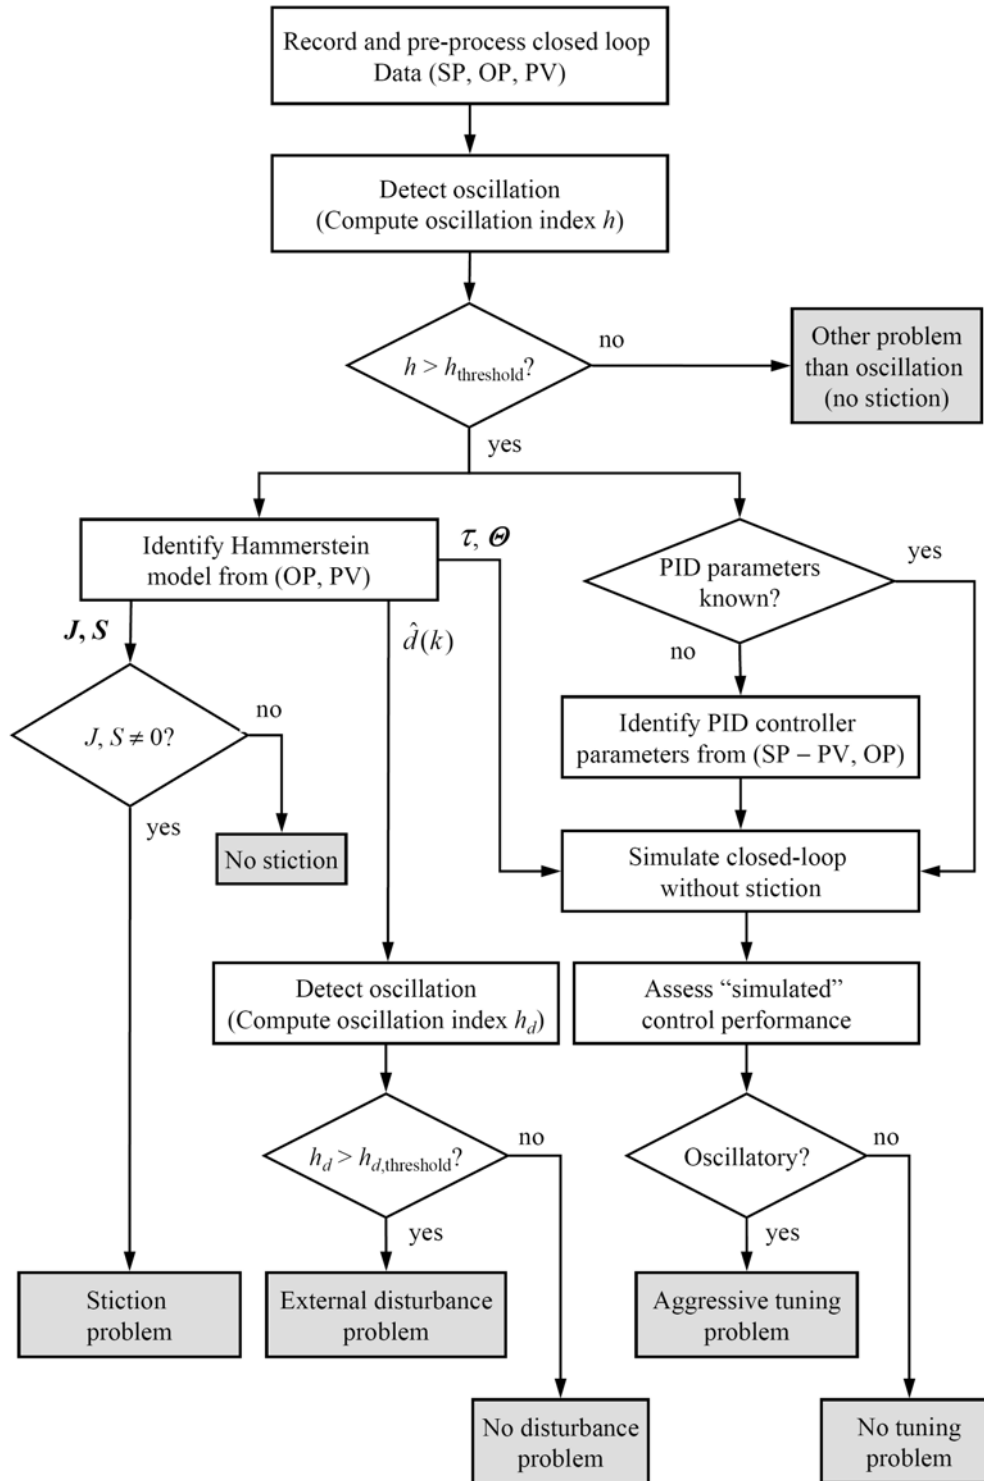 Record and pre-process closed loop
Data (SP, OP, PV)
Detect oscillation
(Compute oscillation index h)
h > h_threshold?
no
Other problem
than oscillation
(no stiction)
yes
Identify Hammerstein
model from (OP, PV)
τ, Θ
PID parameters
known?
yes
J, S
d̂(k)
no
J, S ≠ 0?
no
Identify PID controller
parameters from (SP − PV, OP)
yes
No stiction
Simulate closed-loop
without stiction
Detect oscillation
(Compute oscillation index h_d)
Assess “simulated”
control performance
h_d > h_d,threshold?
no
Oscillatory?
no
yes
yes
Stiction
problem
External disturbance
problem
Aggressive tuning
problem
No disturbance
problem
No tuning
problem